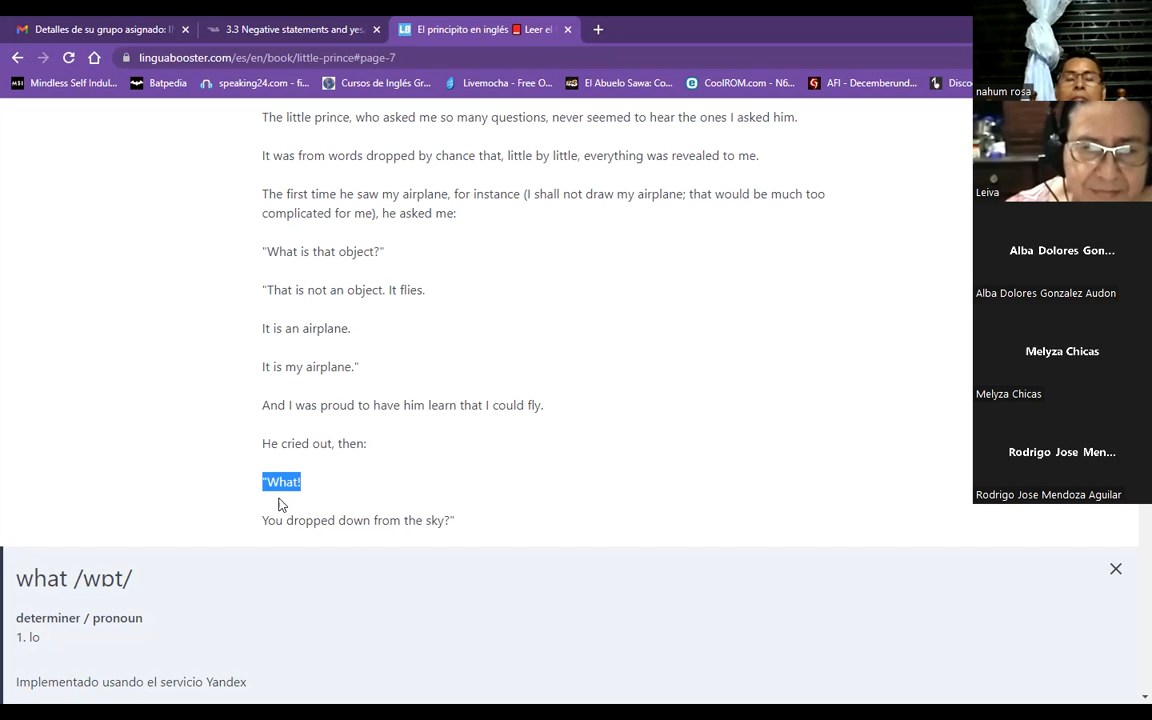 Detalles de su grupo asignado: I
3.3 Negative statements and yes
El principito en inglés 📕 Leer el
linguabooster.com/es/en/book/little-prince#page-7
Mindless Self Indul...
Batpedia
speaking24.com - fi...
Cursos de Inglés Gr...
Livemocha - Free O...
El Abuelo Sawa: Co...
CoolROM.com - N6...
AFI - Decemberund...
Disco
nahum rosa
The little prince, who asked me so many questions, never seemed to hear the ones I asked him.
It was from words dropped by chance that, little by little, everything was revealed to me.
The first time he saw my airplane, for instance (I shall not draw my airplane; that would be much too
complicated for me), he asked me:
"What is that object?"
"That is not an object. It flies.
It is an airplane.
It is my airplane."
And I was proud to have him learn that I could fly.
He cried out, then:
"What!
You dropped down from the sky?"
Leiva
Alba Dolores Gon...
Alba Dolores Gonzalez Audon
Melyza Chicas
Melyza Chicas
Rodrigo Jose Men...
Rodrigo Jose Mendoza Aguilar
what /wɒt/
determiner / pronoun
1. lo
Implementado usando el servicio Yandex